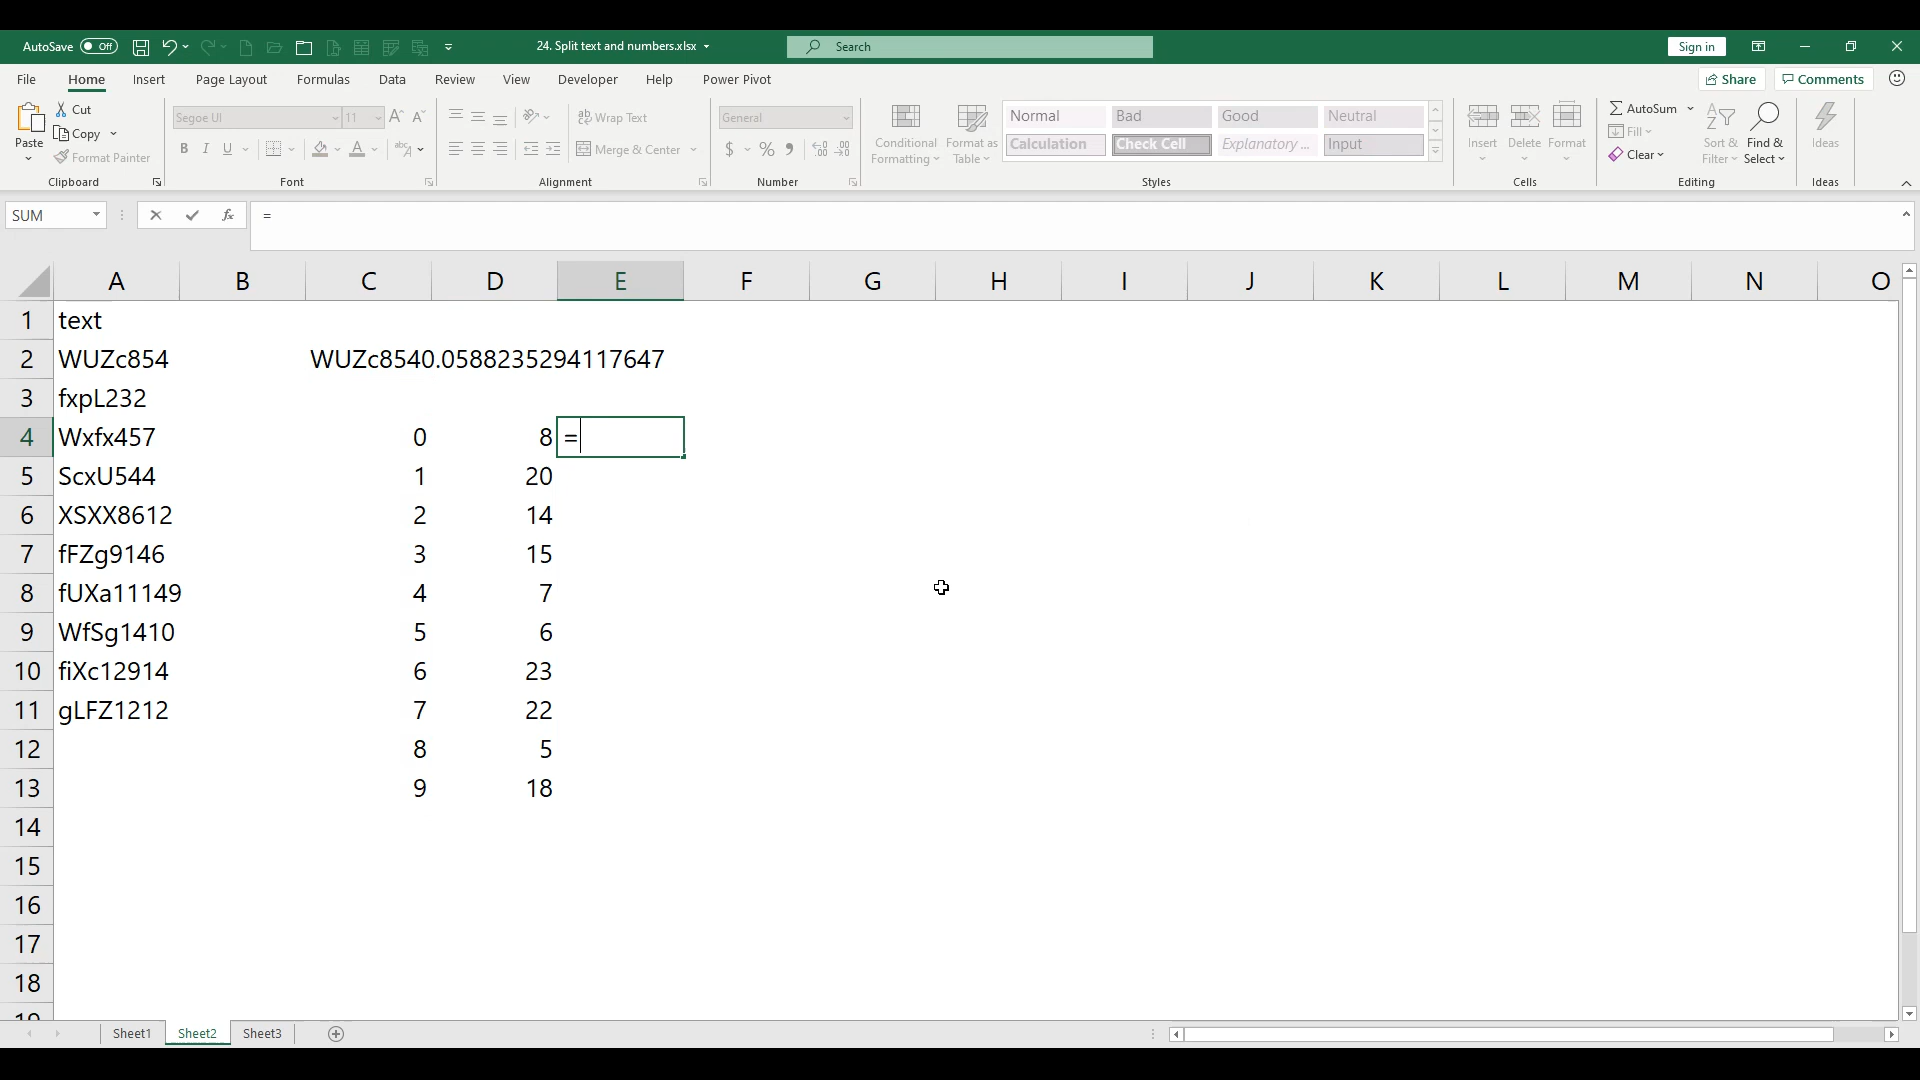 AutoSave Off 24. Split text and numbers.xlsx Search Sign in
File Home Insert Page Layout Formulas Data Review View Developer Help Power Pivot Share Comments
Paste Cut Copy Format Painter Clipboard
Segoe UI 11 B I U Font
Wrap Text Merge & Center Alignment
General $ % Number
Conditional Formatting Format as Table Normal Bad Good Neutral
Calculation Check Cell Explanatory ... Input Styles
Insert Delete Format Cells
AutoSum Fill Clear Sort & Filter Find & Select Editing
Ideas Ideas
SUM fx =
A B C D E F G H I J K L M N O
1 text
2 WUZc854 WUZc8540.0588235294117647
3 fxpL232
4 Wxfx457 0 8 =
5 ScxU544 1 20
6 XSXX8612 2 14
7 fFZg9146 3 15
8 fUXa11149 4 7
9 WfSg1410 5 6
10 fiXc12914 6 23
11 gLFZ1212 7 22
12 8 5
13 9 18
14
15
16
17
18
19
Sheet1 Sheet2 Sheet3